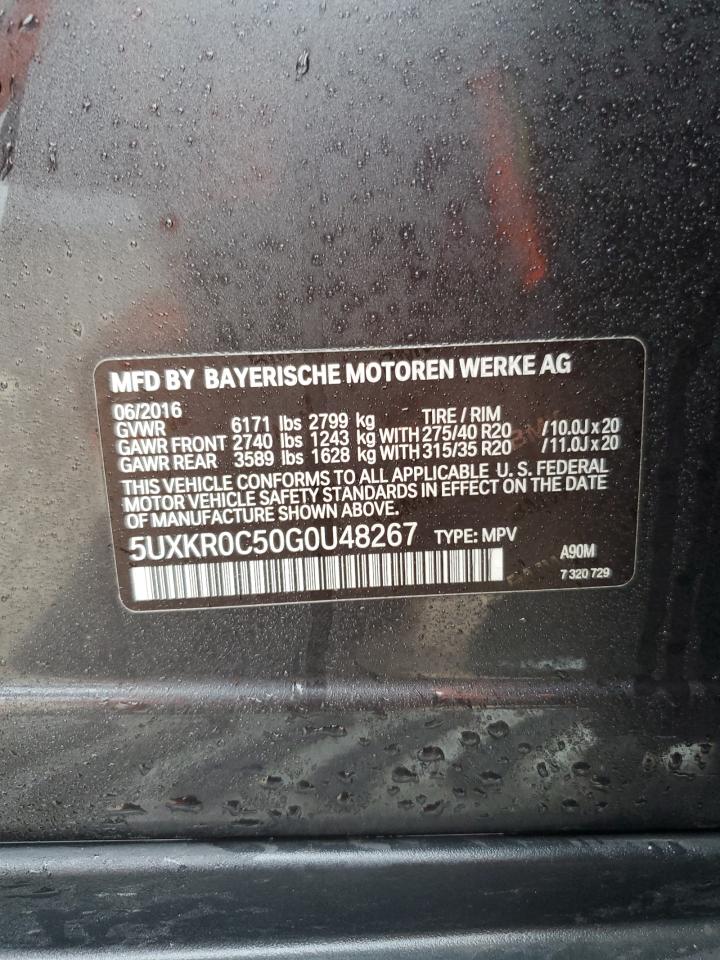 MFD BY BAYERISCHE MOTOREN WERKE AG
06/2016 TIRE / RIM
GVWR 6171 lbs 2799 kg
GAWR FRONT 2740 lbs 1243 kg WITH 275/40 R20 /10.0J x 20
GAWR REAR 3589 lbs 1628 kg WITH 315/35 R20 /11.0J x 20
THIS VEHICLE CONFORMS TO ALL APPLICABLE U. S. FEDERAL
MOTOR VEHICLE SAFETY STANDARDS IN EFFECT ON THE DATE
OF MANUFACTURE SHOWN ABOVE.
5UXKR0C50G0U48267 TYPE: MPV
A90M
7 320 729